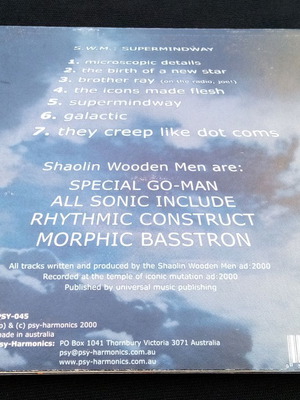 S.W.M. SUPERMINDWAY
1. microscopic details
2. the birth of a new star
3. brother ray (on the radio, joe!)
4. the icons made flesh
5. supermindway
6. galactic
7. they creep like dot coms
Shaolin Wooden Men are:
SPECIAL GO-MAN
ALL SONIC INCLUDE
RHYTHMIC CONSTRUCT
MORPHIC BASSTRON
All tracks written and produced by the Shaolin Wooden Men ad:2000
Recorded at the temple of iconic mutation ad:2000
Published by universal music publishing
PSY-045
(p) & (c) psy-harmonics 2000
made in australia
Psy-Harmonics: PO Box 1041 Thornbury Victoria 3071 Australia
psy@psy-harmonics.com.au
www.psy-harmonics.com.au